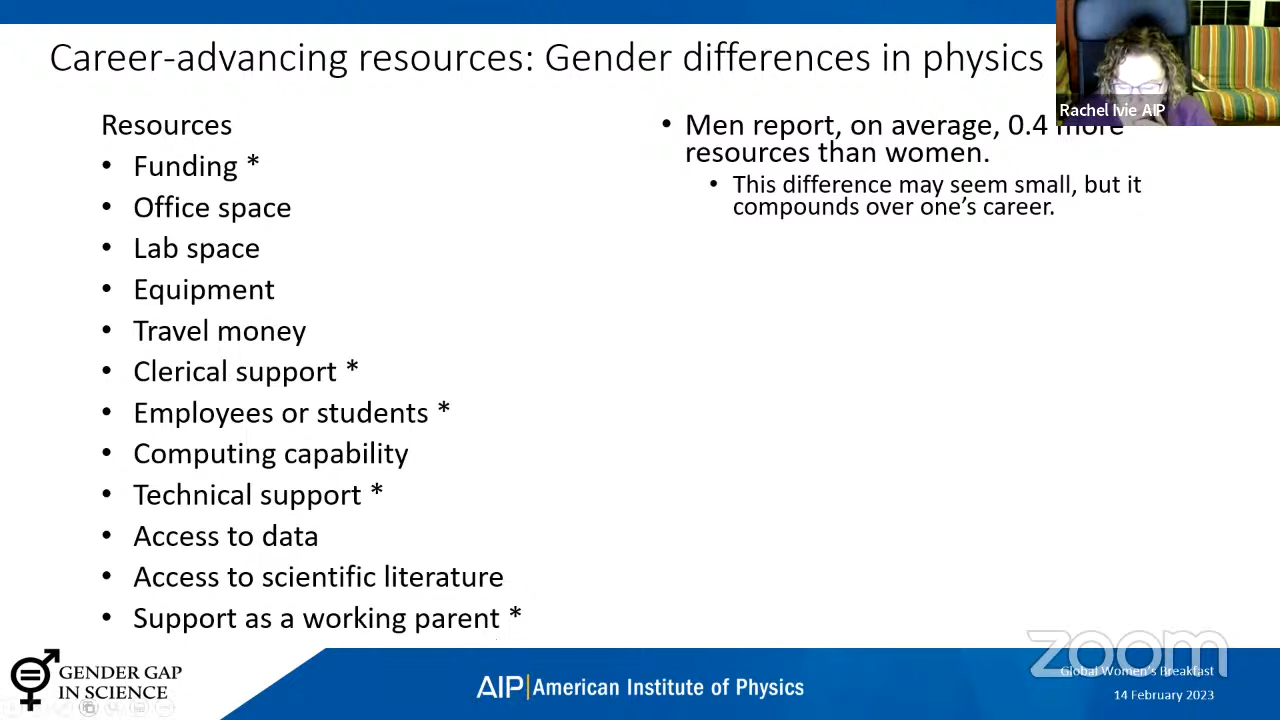 Career-advancing resources: Gender differences in physics
Rachel Ivie AIP
Resources
• Funding *
• Office space
• Lab space
• Equipment
• Travel money
• Clerical support *
• Employees or students *
• Computing capability
• Technical support *
• Access to data
• Access to scientific literature
• Support as a working parent *
• Men report, on average, 0.4 more
resources than women.
• This difference may seem small, but it
compounds over one’s career.
GENDER GAP
IN SCIENCE
AIP American Institute of Physics
zoom
Global Women's Breakfast
14 February 2023